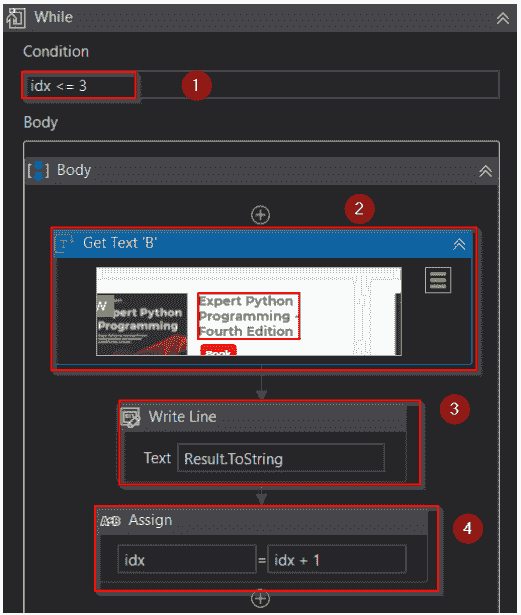 While
Condition
idx <= 3
1
Body
Body
2
Get Text 'B'
W
Expert Python
Programming
Expert Python
Programming -
Fourth Edition
Book
3
Write Line
Text
Result.ToString
4
A*B Assign
idx
=
idx + 1